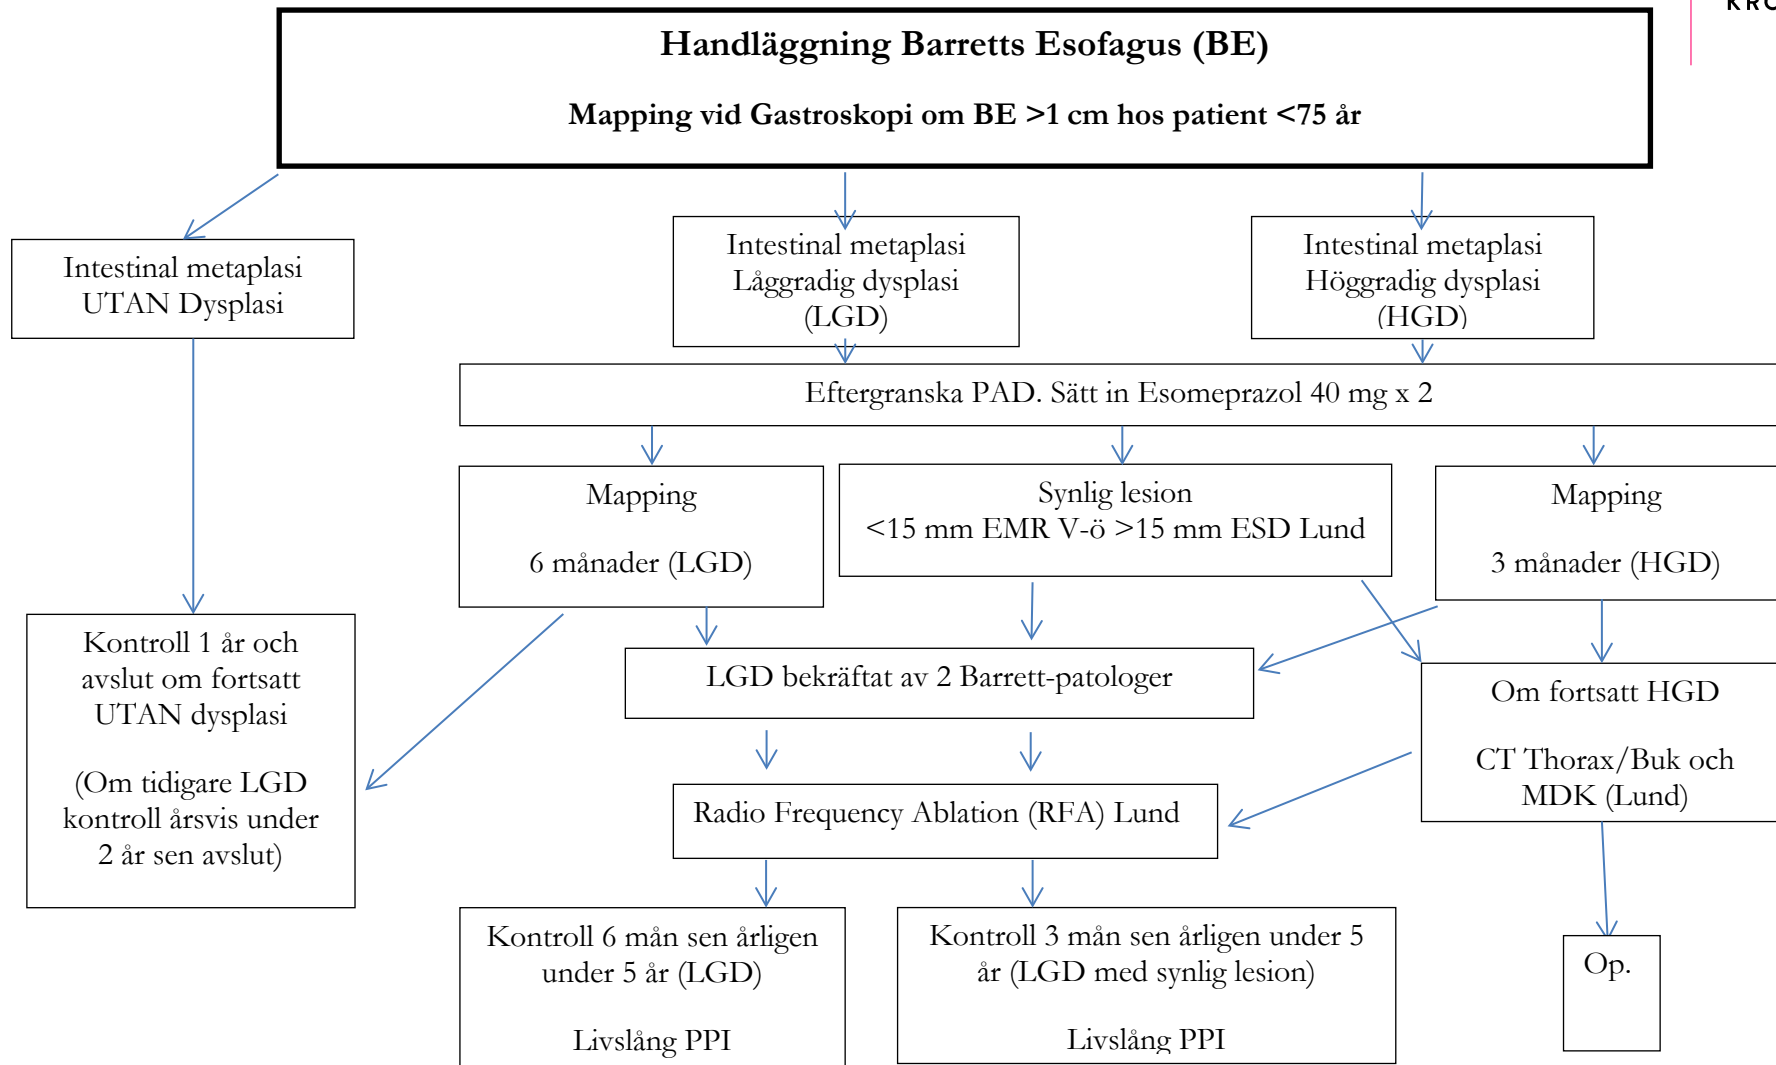 Handläggning Barretts Esofagus (BE)
Mapping vid Gastroskopi om BE >1 cm hos patient <75 år
Intestinal metaplasi
UTAN Dysplasi
Intestinal metaplasi
Låggradig dysplasi
(LGD)
Intestinal metaplasi
Höggradig dysplasi
(HGD)
Eftergranska PAD. Sätt in Esomeprazol 40 mg x 2
Mapping
6 månader (LGD)
Synlig lesion
<15 mm EMR V-ö >15 mm ESD Lund
Mapping
3 månader (HGD)
Kontroll 1 år och
avslut om fortsatt
UTAN dysplasi
(Om tidigare LGD
kontroll årsvis under
2 år sen avslut)
LGD bekräftat av 2 Barrett-patologer
Om fortsatt HGD
CT Thorax/Buk och
MDK (Lund)
Radio Frequency Ablation (RFA) Lund
Kontroll 6 mån sen årligen
under 5 år (LGD)
Livslång PPI
Kontroll 3 mån sen årligen under 5
år (LGD med synlig lesion)
Livslång PPI
Op.